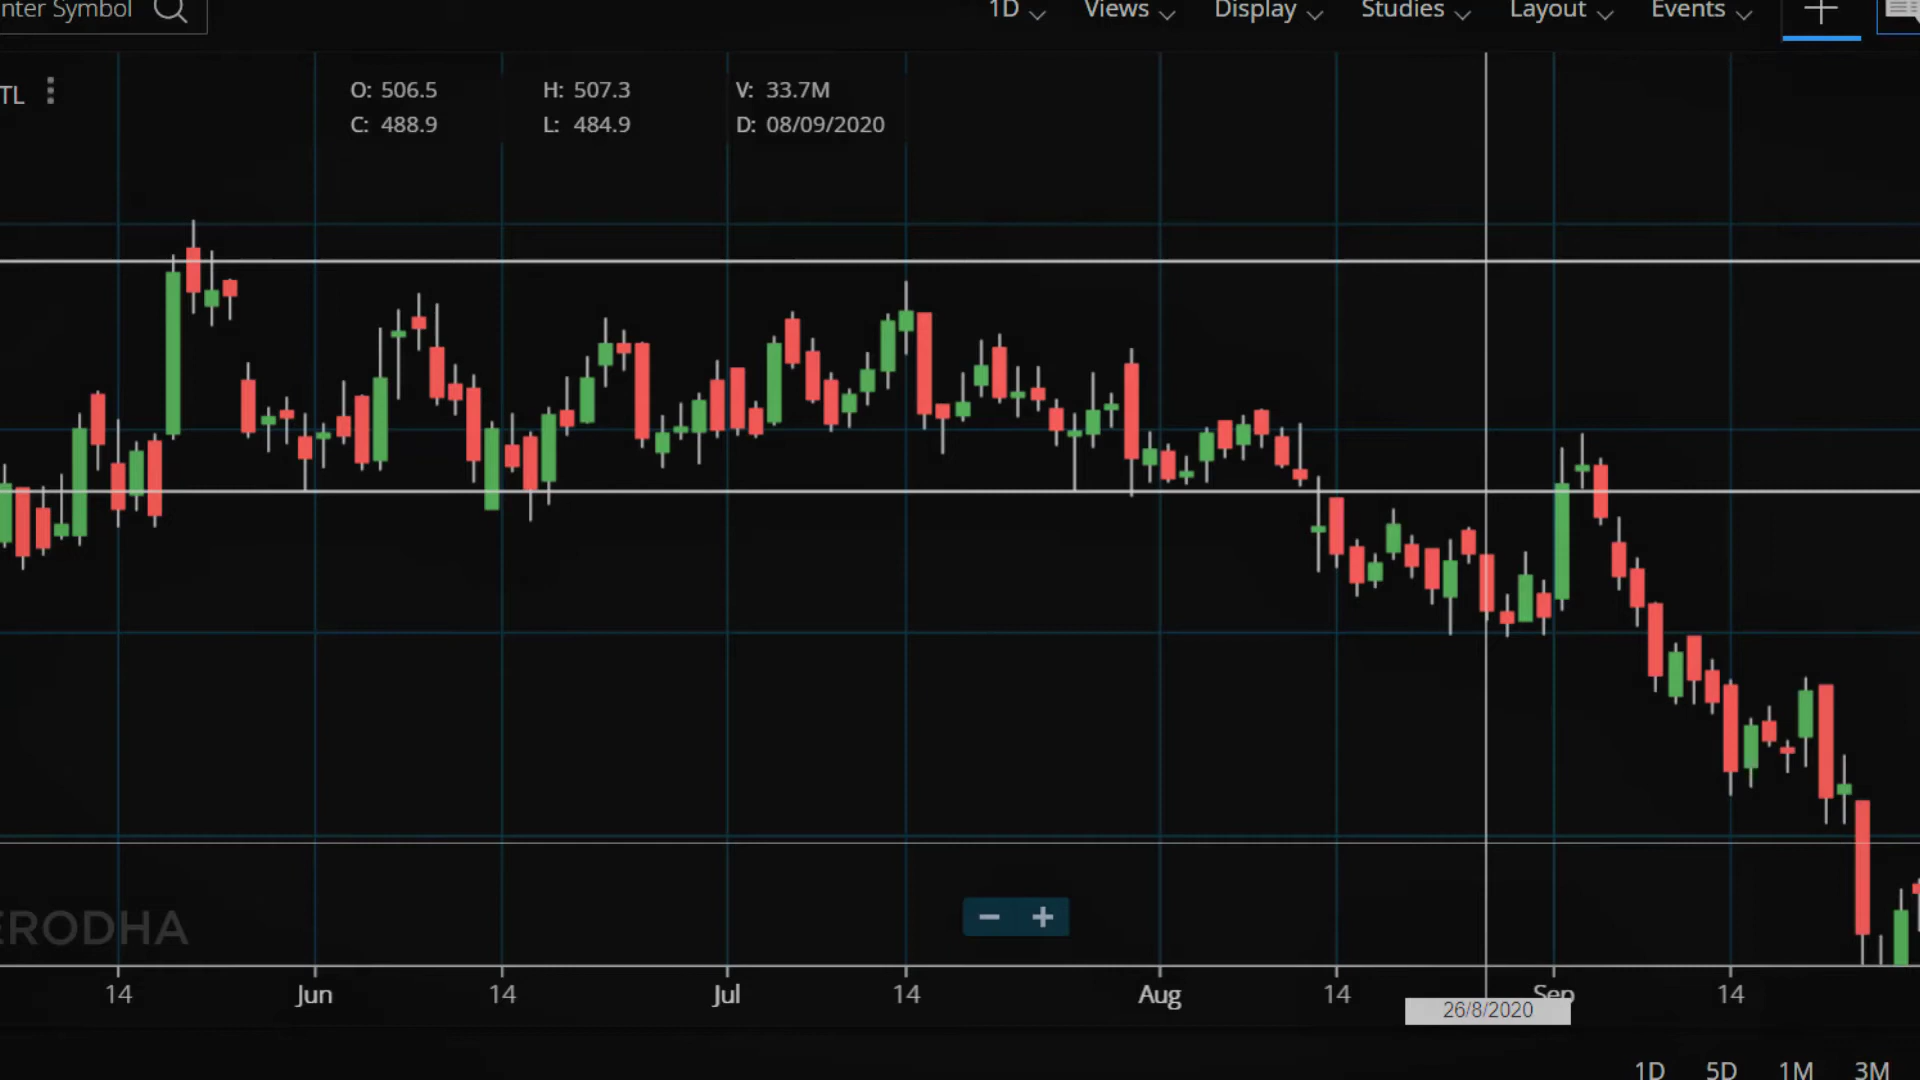 nter Symbol 1D Views Display Studies Layout Events
TL O: 506.5 H: 507.3 V: 33.7M
C: 488.9 L: 484.9 D: 08/09/2020
ERODHA
14 Jun 14 Jul 14 Aug 14 Sep 14
26/8/2020
1D 5D 1M 3M